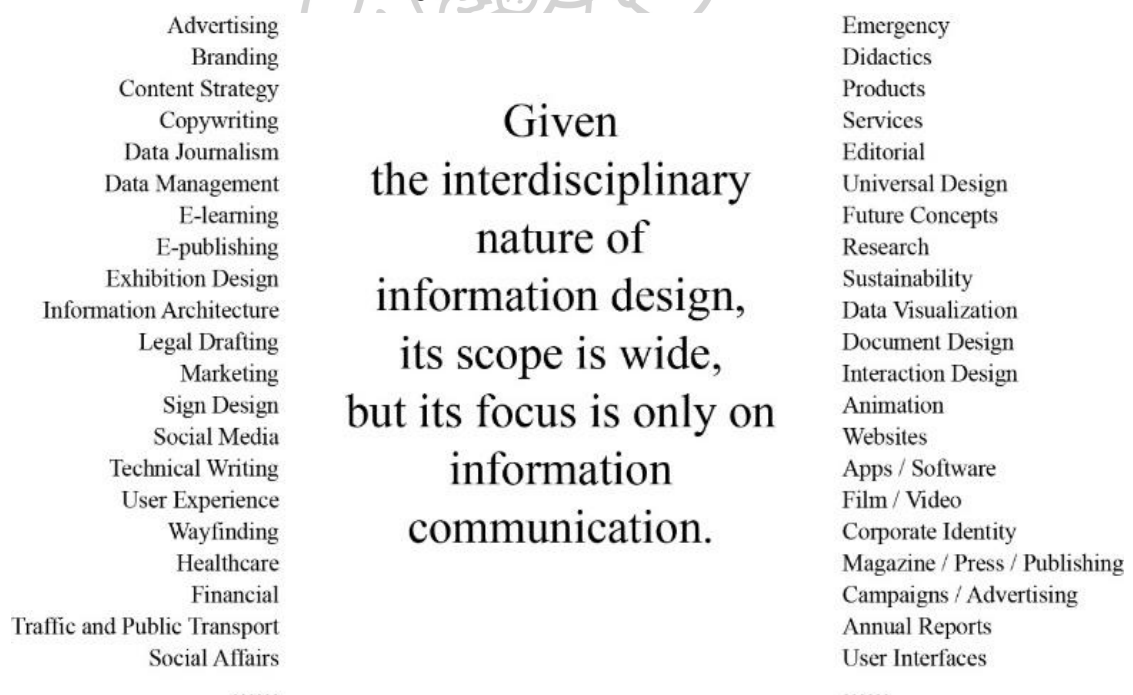 Advertising
Branding
Content Strategy
Copywriting
Data Journalism
Data Management
E-learning
E-publishing
Exhibition Design
Information Architecture
Legal Drafting
Marketing
Sign Design
Social Media
Technical Writing
User Experience
Wayfinding
Healthcare
Financial
Traffic and Public Transport
Social Affairs
Given
the interdisciplinary
nature of
information design,
its scope is wide,
but its focus is only on
information
communication.
Emergency
Didactics
Products
Services
Editorial
Universal Design
Future Concepts
Research
Sustainability
Data Visualization
Document Design
Interaction Design
Animation
Websites
Apps / Software
Film / Video
Corporate Identity
Magazine / Press / Publishing
Campaigns / Advertising
Annual Reports
User Interfaces